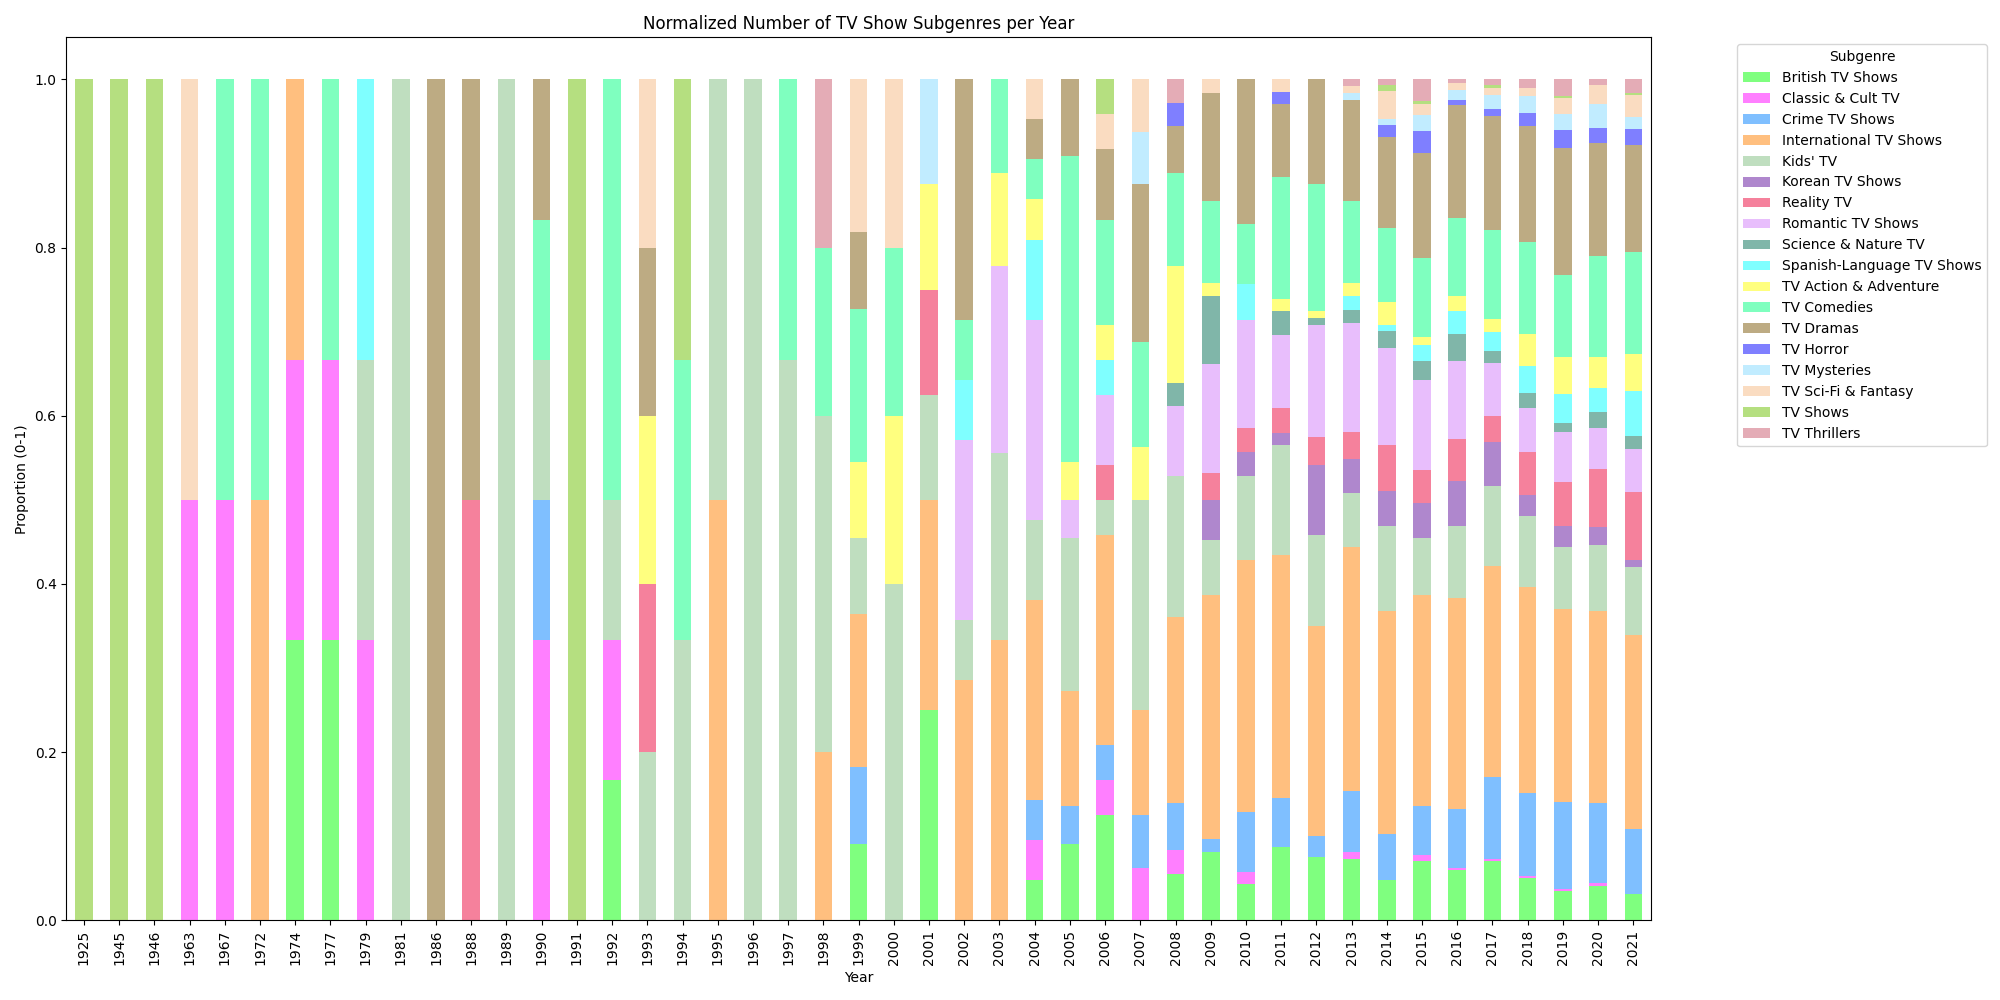 Normalized Number of TV Show Subgenres per Year
Proportion (0-1)
1.0
0.8
0.6
0.4
0.2
0.0
1925
1945
1946
1963
1967
1972
1974
1977
1979
1981
1986
1988
1989
1990
1991
1992
1993
1994
1995
1996
1997
1998
1999
2000
2001
2002
2003
2004
2005
2006
2007
2008
2009
2010
2011
2012
2013
2014
2015
2016
2017
2018
2019
2020
2021
Year
Subgenre
British TV Shows
Classic & Cult TV
Crime TV Shows
International TV Shows
Kids' TV
Korean TV Shows
Reality TV
Romantic TV Shows
Science & Nature TV
Spanish-Language TV Shows
TV Action & Adventure
TV Comedies
TV Dramas
TV Horror
TV Mysteries
TV Sci-Fi & Fantasy
TV Shows
TV Thrillers